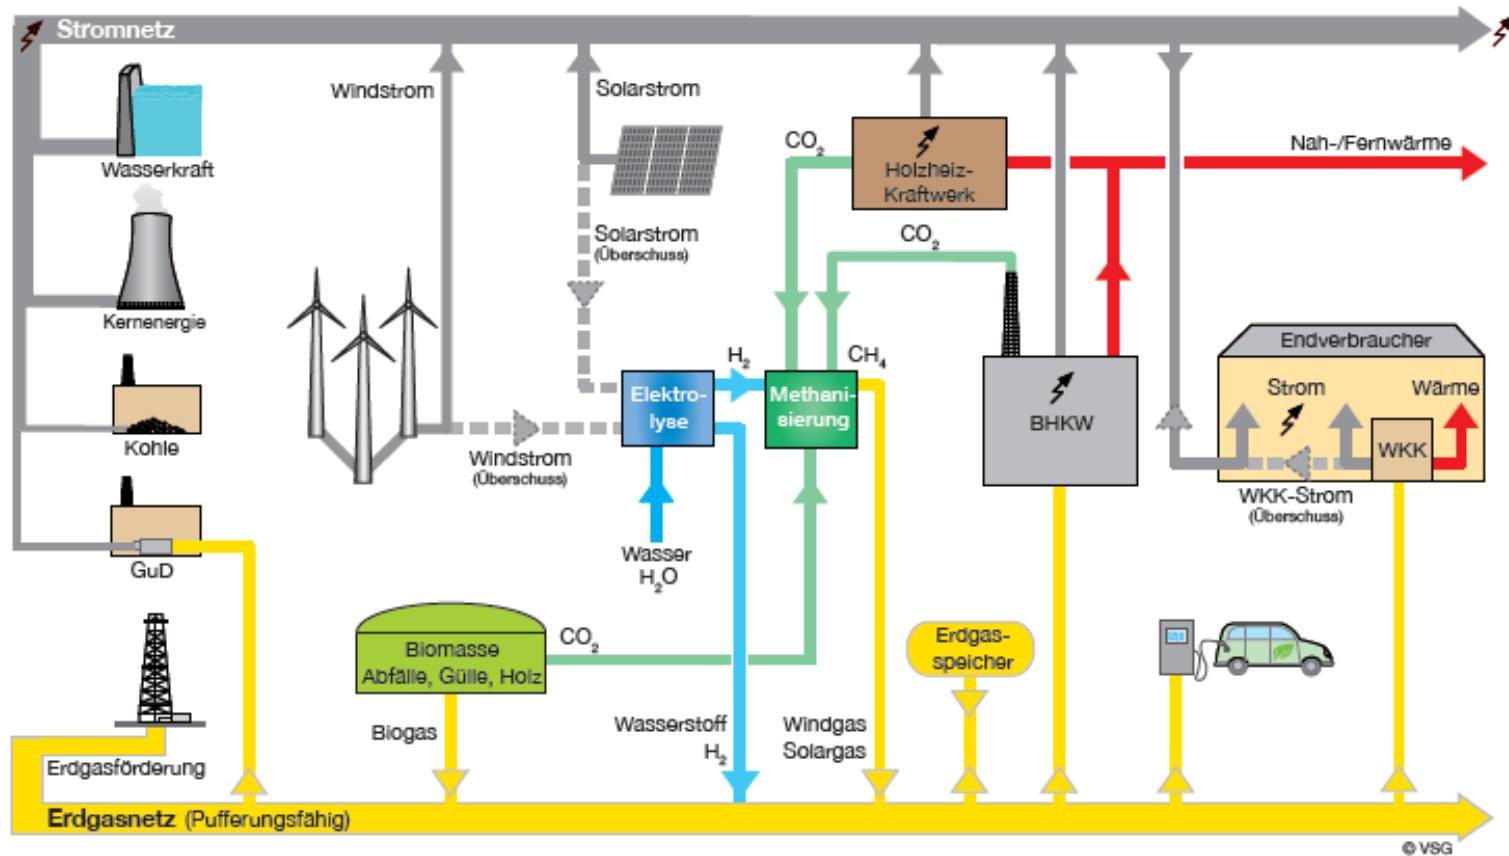 Stromnetz
Wasserkraft
Kernenergie
Kohle
GuD
Erdgasförderung
Windstrom
Solarstrom
Solarstrom
(Überschuss)
Windstrom
(Überschuss)
CO₂
Holzheiz-
Kraftwerk
Nah-/Fernwärme
CO₂
H₂
CH₄
Elektro-
lyse
Methani-
sierung
BHKW
Endverbraucher
Strom
Wärme
WKK
WKK-Strom
(Überschuss)
Wasser
H₂O
Biomasse
Abfälle, Gülle, Holz
CO₂
Biogas
Wasserstoff
H₂
Windgas
Solargas
Erdgas-
speicher
Erdgasnetz (Pufferungsfähig)
© VSG